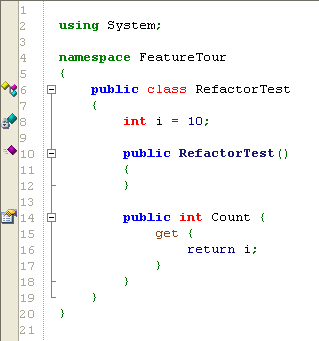 1
2 using System;
3
4 namespace FeatureTour
5 {
6 public class RefactorTest
7 {
8 int i = 10;
9
10 public RefactorTest()
11 {
12 }
13
14 public int Count {
15 get {
16 return i;
17 }
18 }
19 }
20 }
21